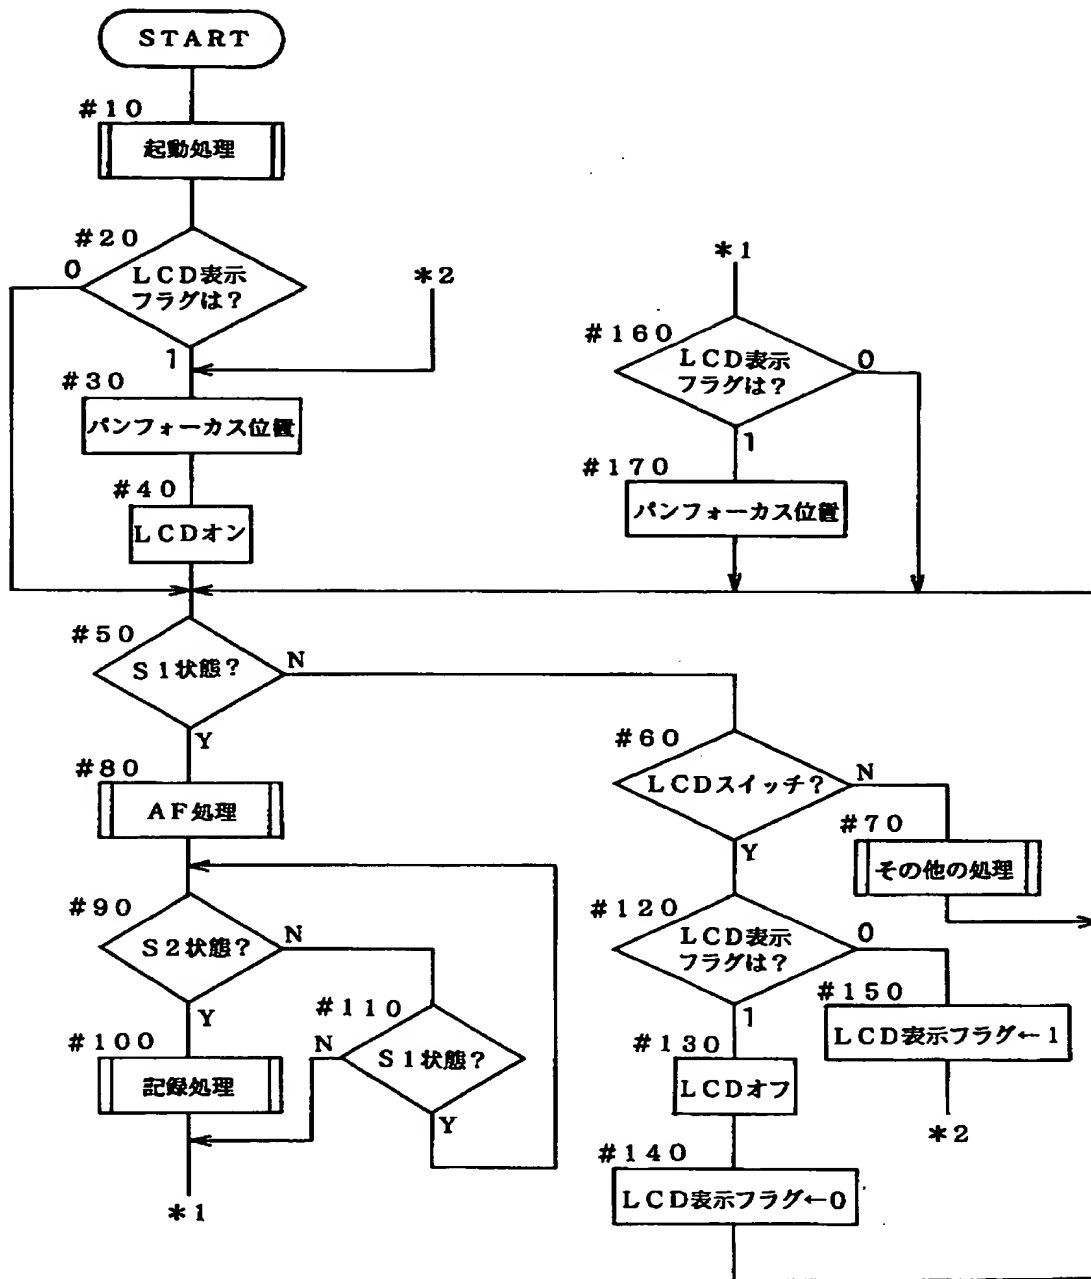 START
#10
起動処理
#20
0
LCD表示
フラグは?
1
*2
#30
パンフォーカス位置
#40
LCDオン
*1
#160
LCD表示
フラグは?
0
1
#170
パンフォーカス位置
#50
S1状態?
N
Y
#80
AF処理
#90
S2状態?
N
Y
#100
記録処理
*1
#110
N
S1状態?
Y
#60
LCDスイッチ?
N
Y
#70
その他の処理
#120
LCD表示
フラグは?
0
1
#150
LCD表示フラグ←1
*2
#130
LCDオフ
#140
LCD表示フラグ←0